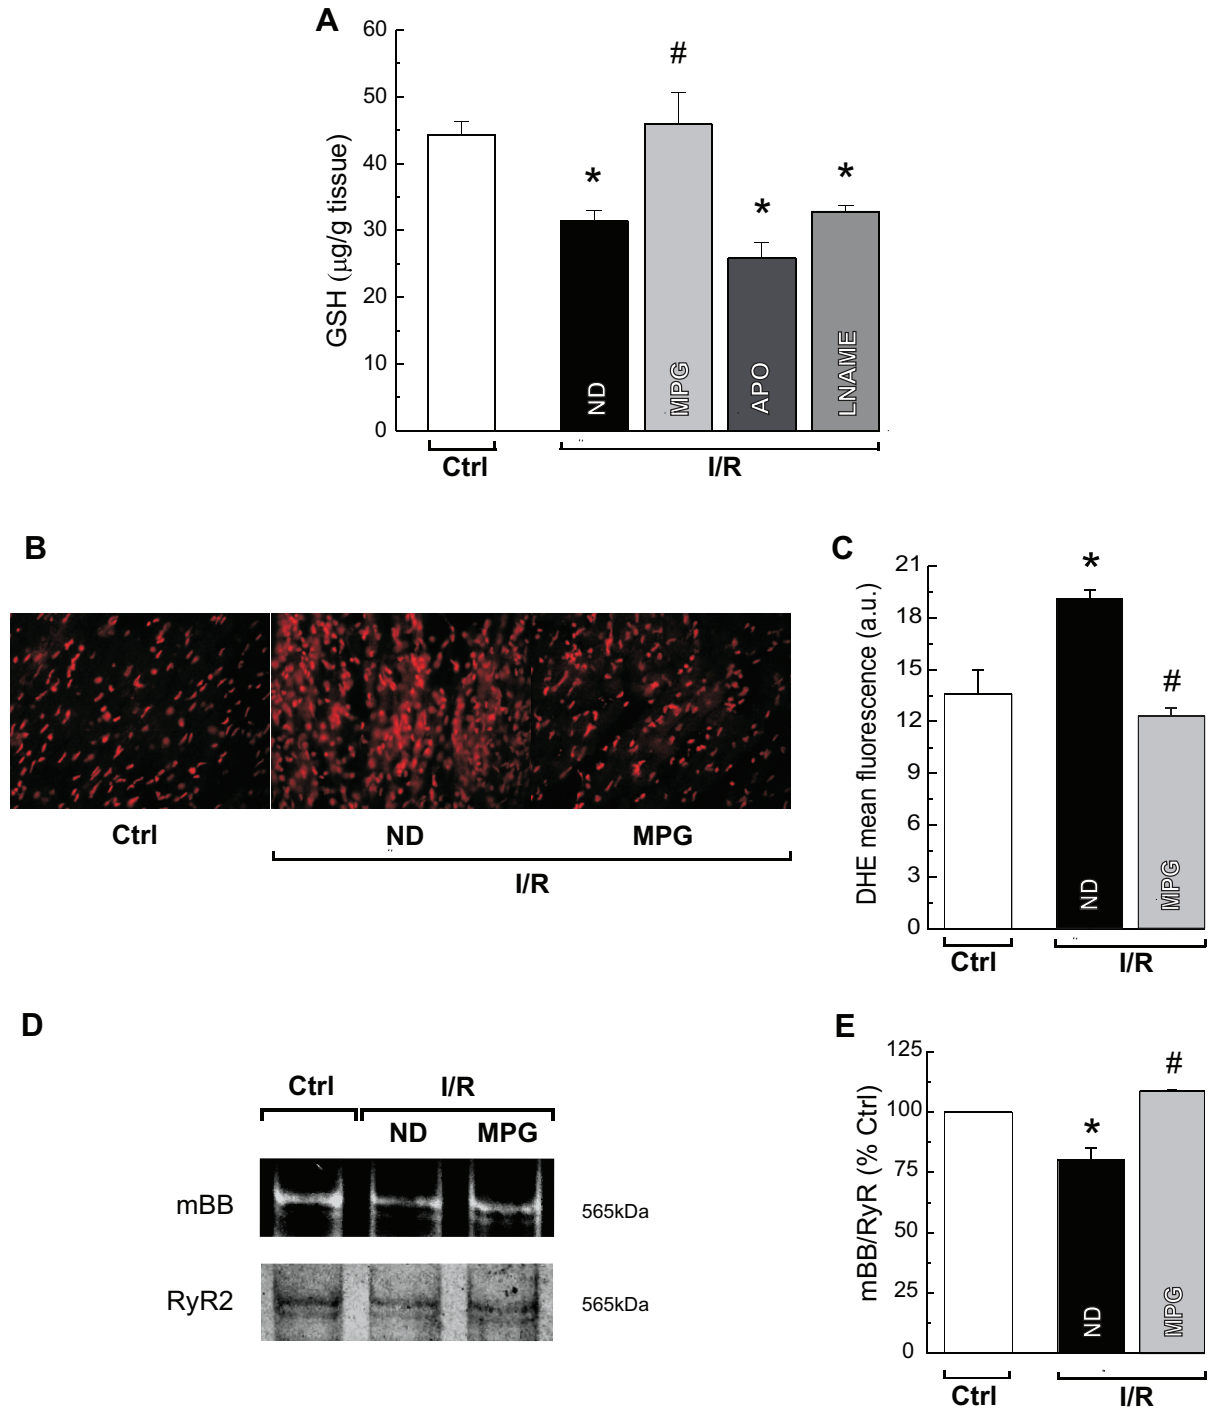 A
60
50
40
30
20
10
0
GSH (µg/g tissue)
*
#
*
*
ND
MPG
APO
LNAME
Ctrl
I/R
B
Ctrl
ND
MPG
I/R
C
21
18
15
12
9
6
3
0
DHE mean fluorescence (a.u.)
*
#
ND
MPG
Ctrl
I/R
D
Ctrl
I/R
ND
MPG
mBB
565kDa
RyR2
565kDa
E
125
100
75
50
25
0
mBB/RyR (% Ctrl)
*
#
ND
MPG
Ctrl
I/R